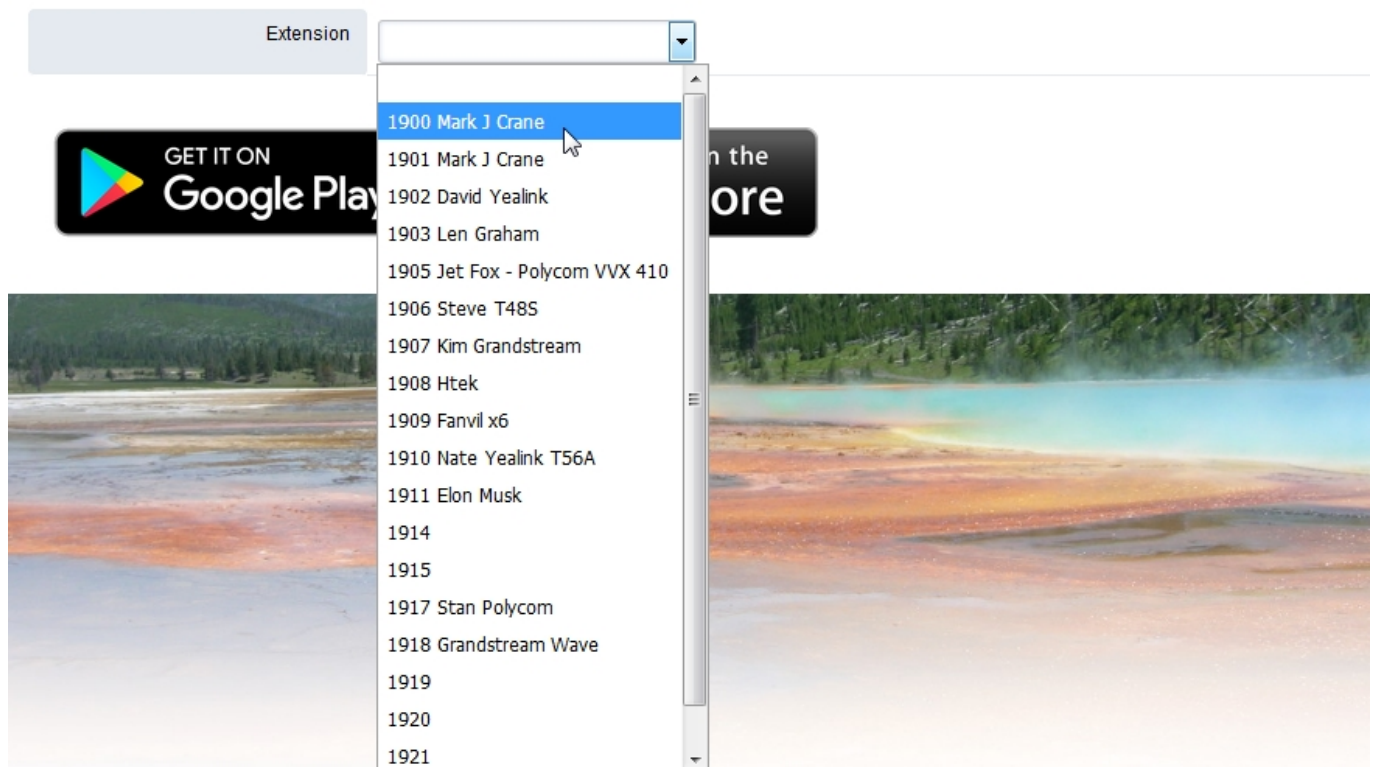 Extension
1900 Mark J Crane
1901 Mark J Crane
1902 David Yealink
1903 Len Graham
1905 Jet Fox - Polycom VVX 410
1906 Steve T48S
1907 Kim Grandstream
1908 Htek
1909 Fanvil x6
1910 Nate Yealink T56A
1911 Elon Musk
1914
1915
1917 Stan Polycom
1918 Grandstream Wave
1919
1920
1921
GET IT ON
Google Play
the